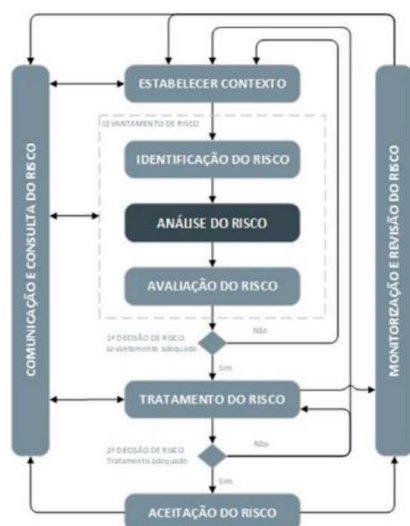 ESTABELECER CONTEXTO
LEVANTAMENTO DE RISCO
IDENTIFICAÇÃO DO RISCO
ANÁLISE DO RISCO
AVALIAÇÃO DO RISCO
1ª DECISÃO DE RISCO
Levantamento adequado
Não
Sim
TRATAMENTO DO RISCO
2ª DECISÃO DE RISCO
Tratamento adequado
Não
Sim
ACEITAÇÃO DO RISCO
COMUNICAÇÃO E CONSULTA DO RISCO
MONITORIZAÇÃO E REVISÃO DO RISCO